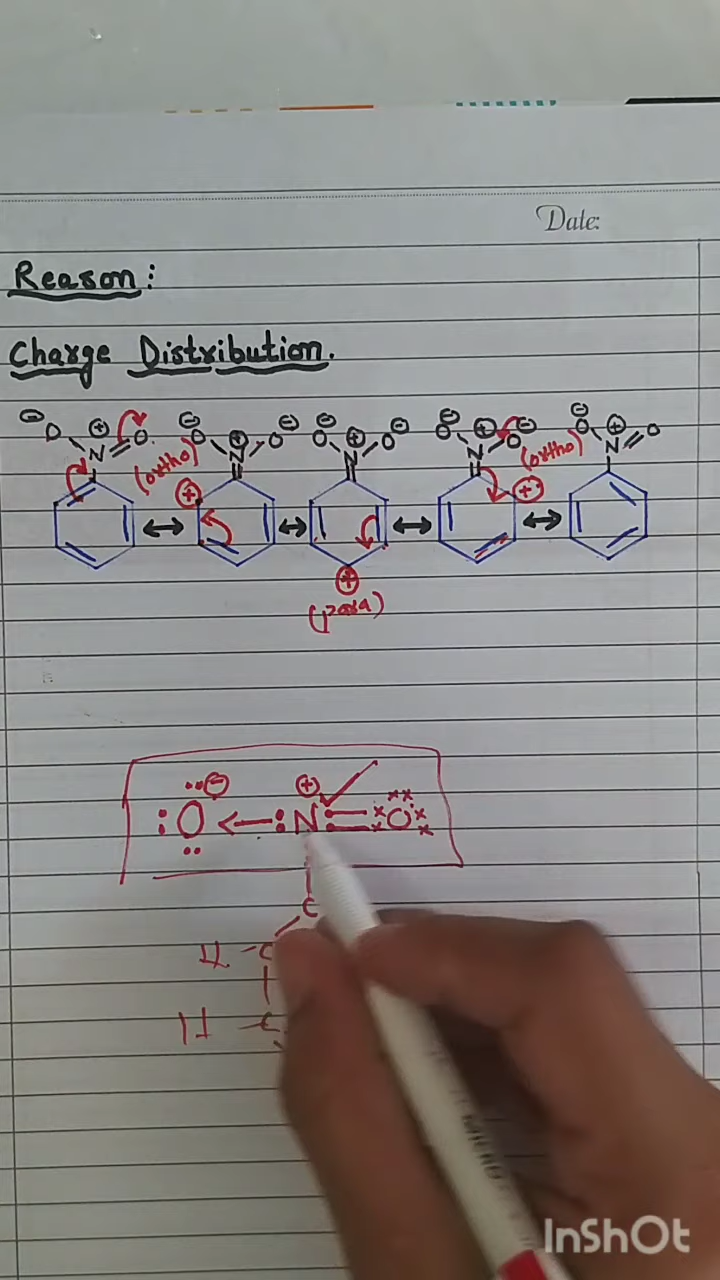 Date:
Reason:
Charge Distribution.
⊖ ⊕ ⊖ ⊕ ⊖ ⊖ ⊕ ⊖ ⊖ ⊕ ⊖ ⊖ ⊕
O N O O N O O N O O N O O N O
(ortho) ⊕ ⊕ (ortho)
↔ ↔ ↔ ↔
⊕
(para)
⊖ ⊕
O ← N = O
C
H - C
H - C
InShOt